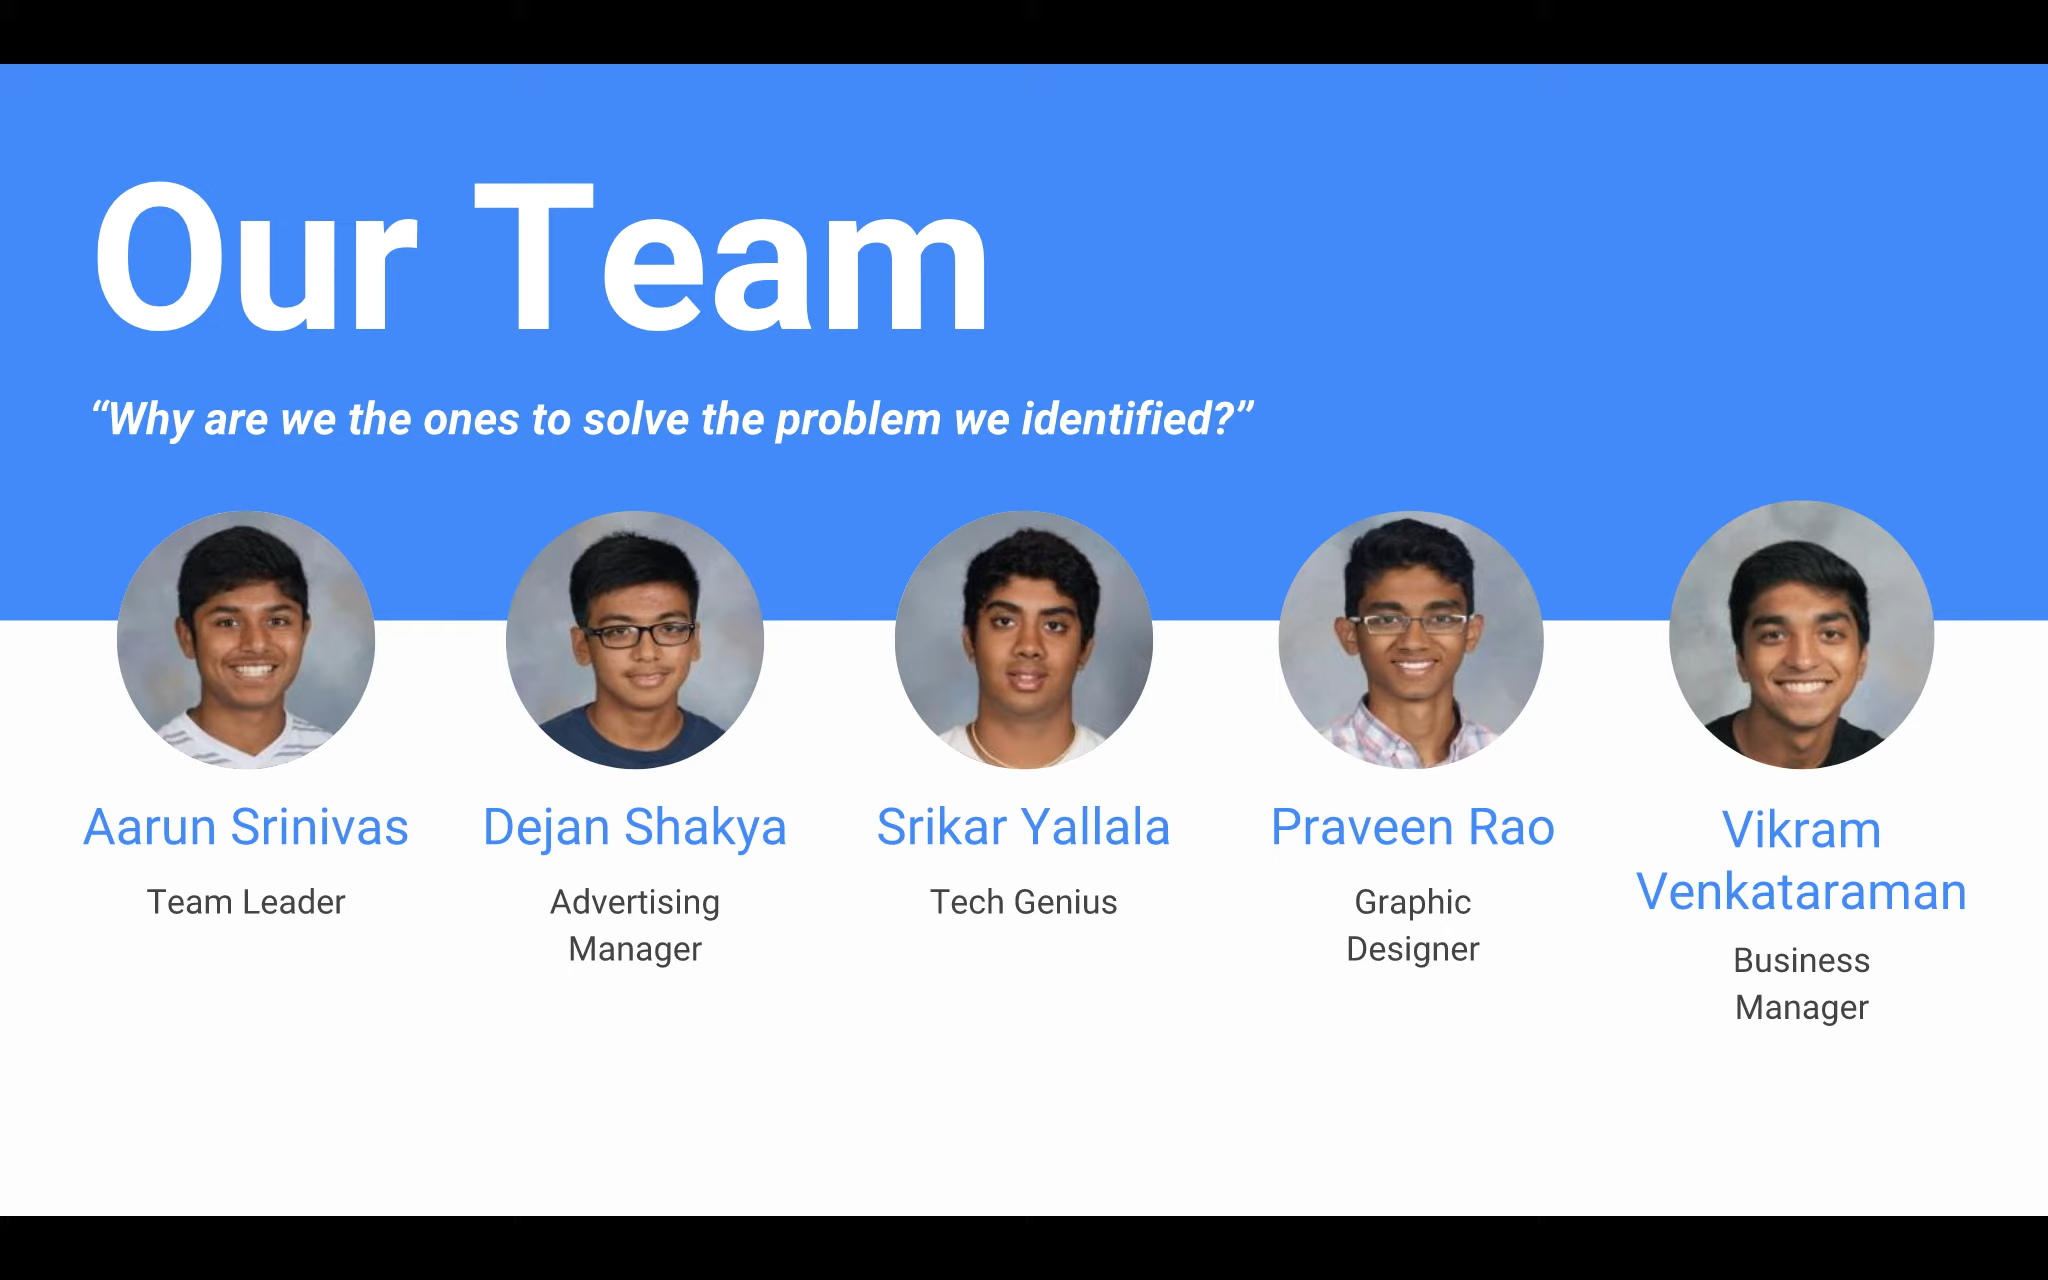 Our Team
“Why are we the ones to solve the problem we identified?”
Aarun Srinivas
Team Leader
Dejan Shakya
Advertising
Manager
Srikar Yallala
Tech Genius
Praveen Rao
Graphic
Designer
Vikram
Venkataraman
Business
Manager